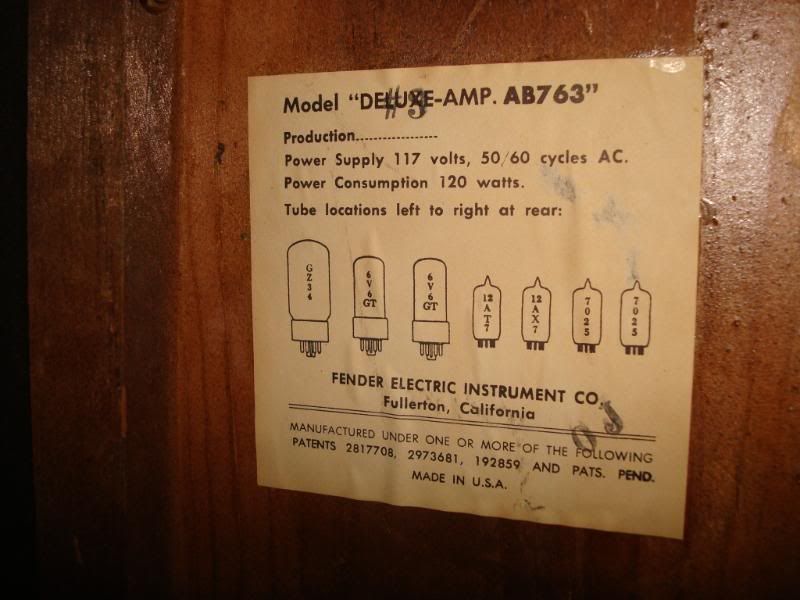 Model "DELUXE-AMP. AB763"
#3
Production..................
Power Supply 117 volts, 50/60 cycles AC.
Power Consumption 120 watts.
Tube locations left to right at rear:
GZ34 6V6GT 6V6GT 12AT7 12AX7 7025 7025
FENDER ELECTRIC INSTRUMENT CO.
Fullerton, California
MANUFACTURED UNDER ONE OR MORE OF THE FOLLOWING
PATENTS 2817708, 2973681, 192859 AND PATS. PEND.
MADE IN U.S.A.